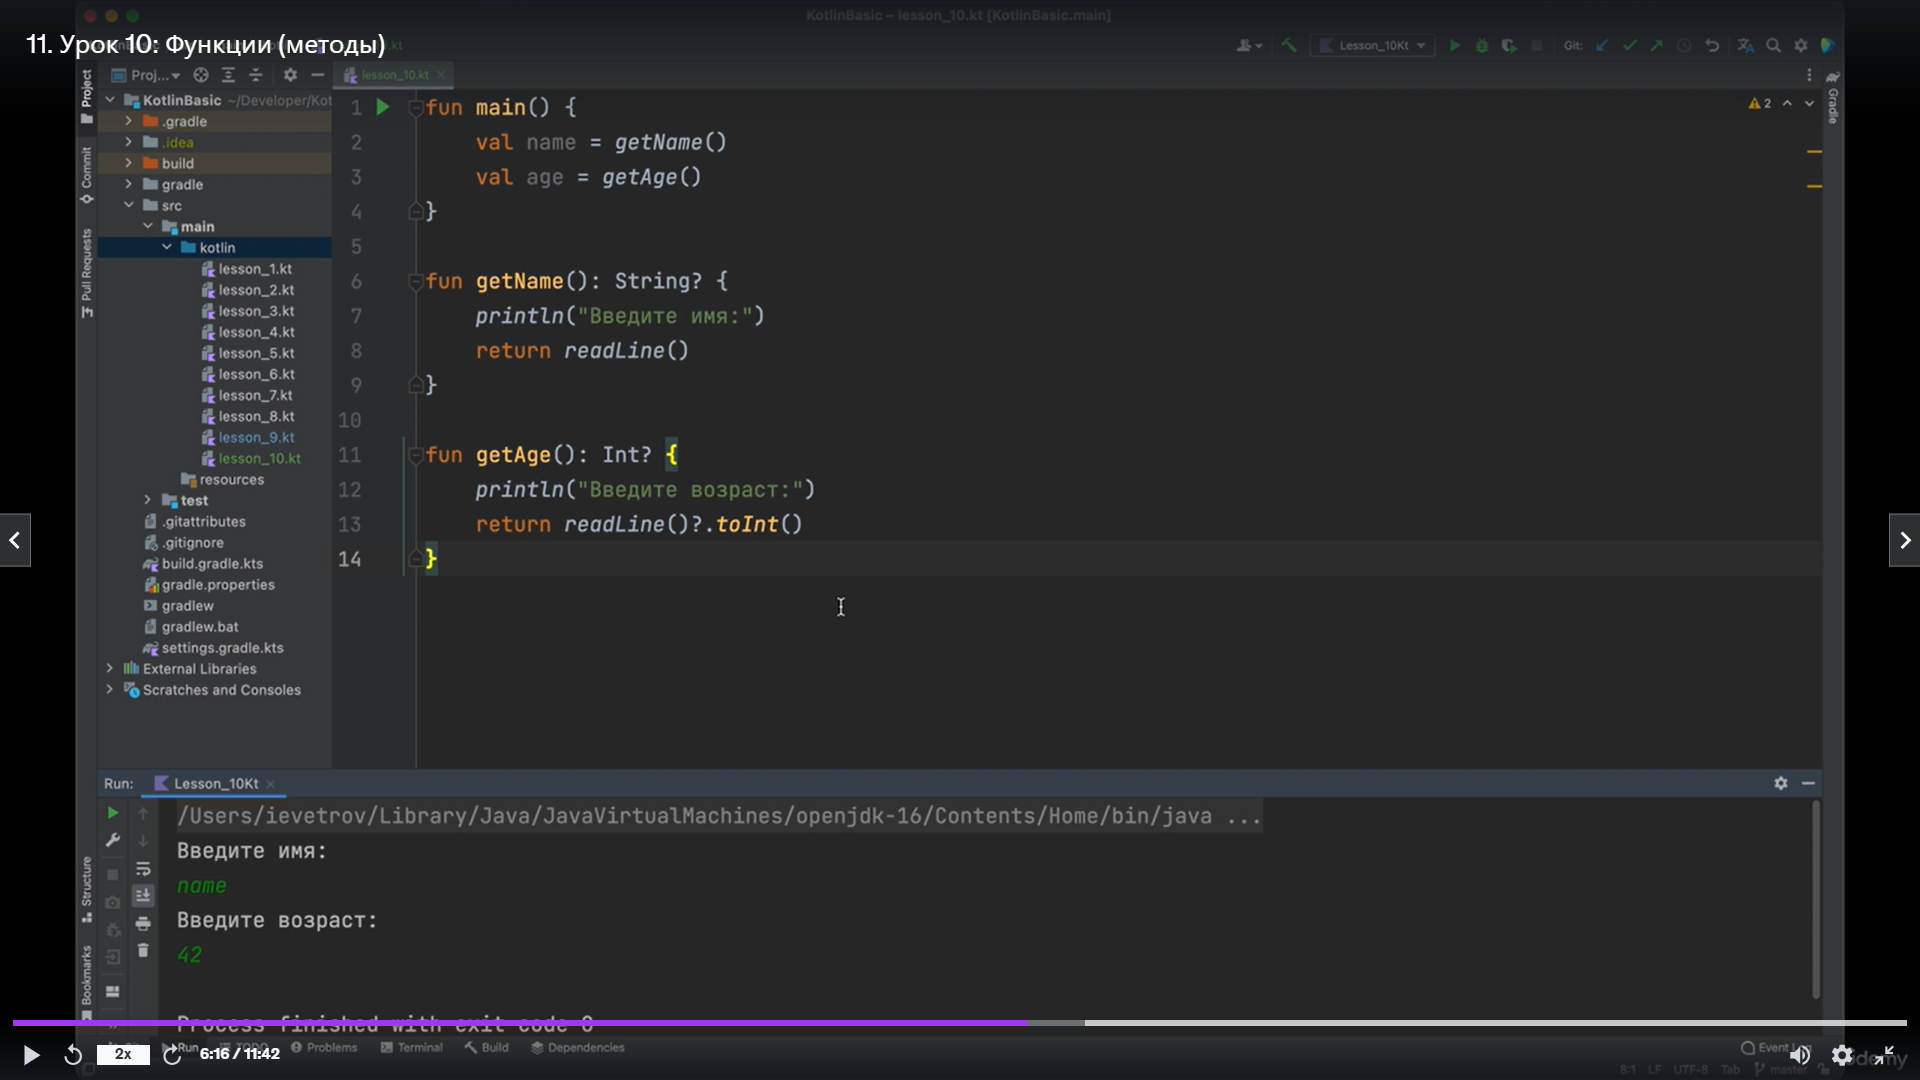 KotlinBasic – lesson_10.kt [KotlinBasic.main]
11. Урок 10: Функции (методы)
Lesson_10Kt
Git:
Project
Proj...
lesson_10.kt
KotlinBasic ~/Developer/Kot
.gradle
.idea
build
gradle
src
main
kotlin
lesson_1.kt
lesson_2.kt
lesson_3.kt
lesson_4.kt
lesson_5.kt
lesson_6.kt
lesson_7.kt
lesson_8.kt
lesson_9.kt
lesson_10.kt
resources
test
.gitattributes
.gitignore
build.gradle.kts
gradle.properties
gradlew
gradlew.bat
settings.gradle.kts
External Libraries
Scratches and Consoles
Commit
Pull Requests
1 fun main() {
2 val name = getName()
3 val age = getAge()
4 }
5
6 fun getName(): String? {
7 println("Введите имя:")
8 return readLine()
9 }
10
11 fun getAge(): Int? {
12 println("Введите возраст:")
13 return readLine()?.toInt()
14 }
2
Gradle
Run: Lesson_10Kt
/Users/ievetrov/Library/Java/JavaVirtualMachines/openjdk-16/Contents/Home/bin/java ...
Введите имя:
name
Введите возраст:
42
Process finished with exit code 0
Structure
Bookmarks
Run TODO Problems Terminal Build Dependencies
2x 6:16 / 11:42
8:1 LF UTF-8 Tab master